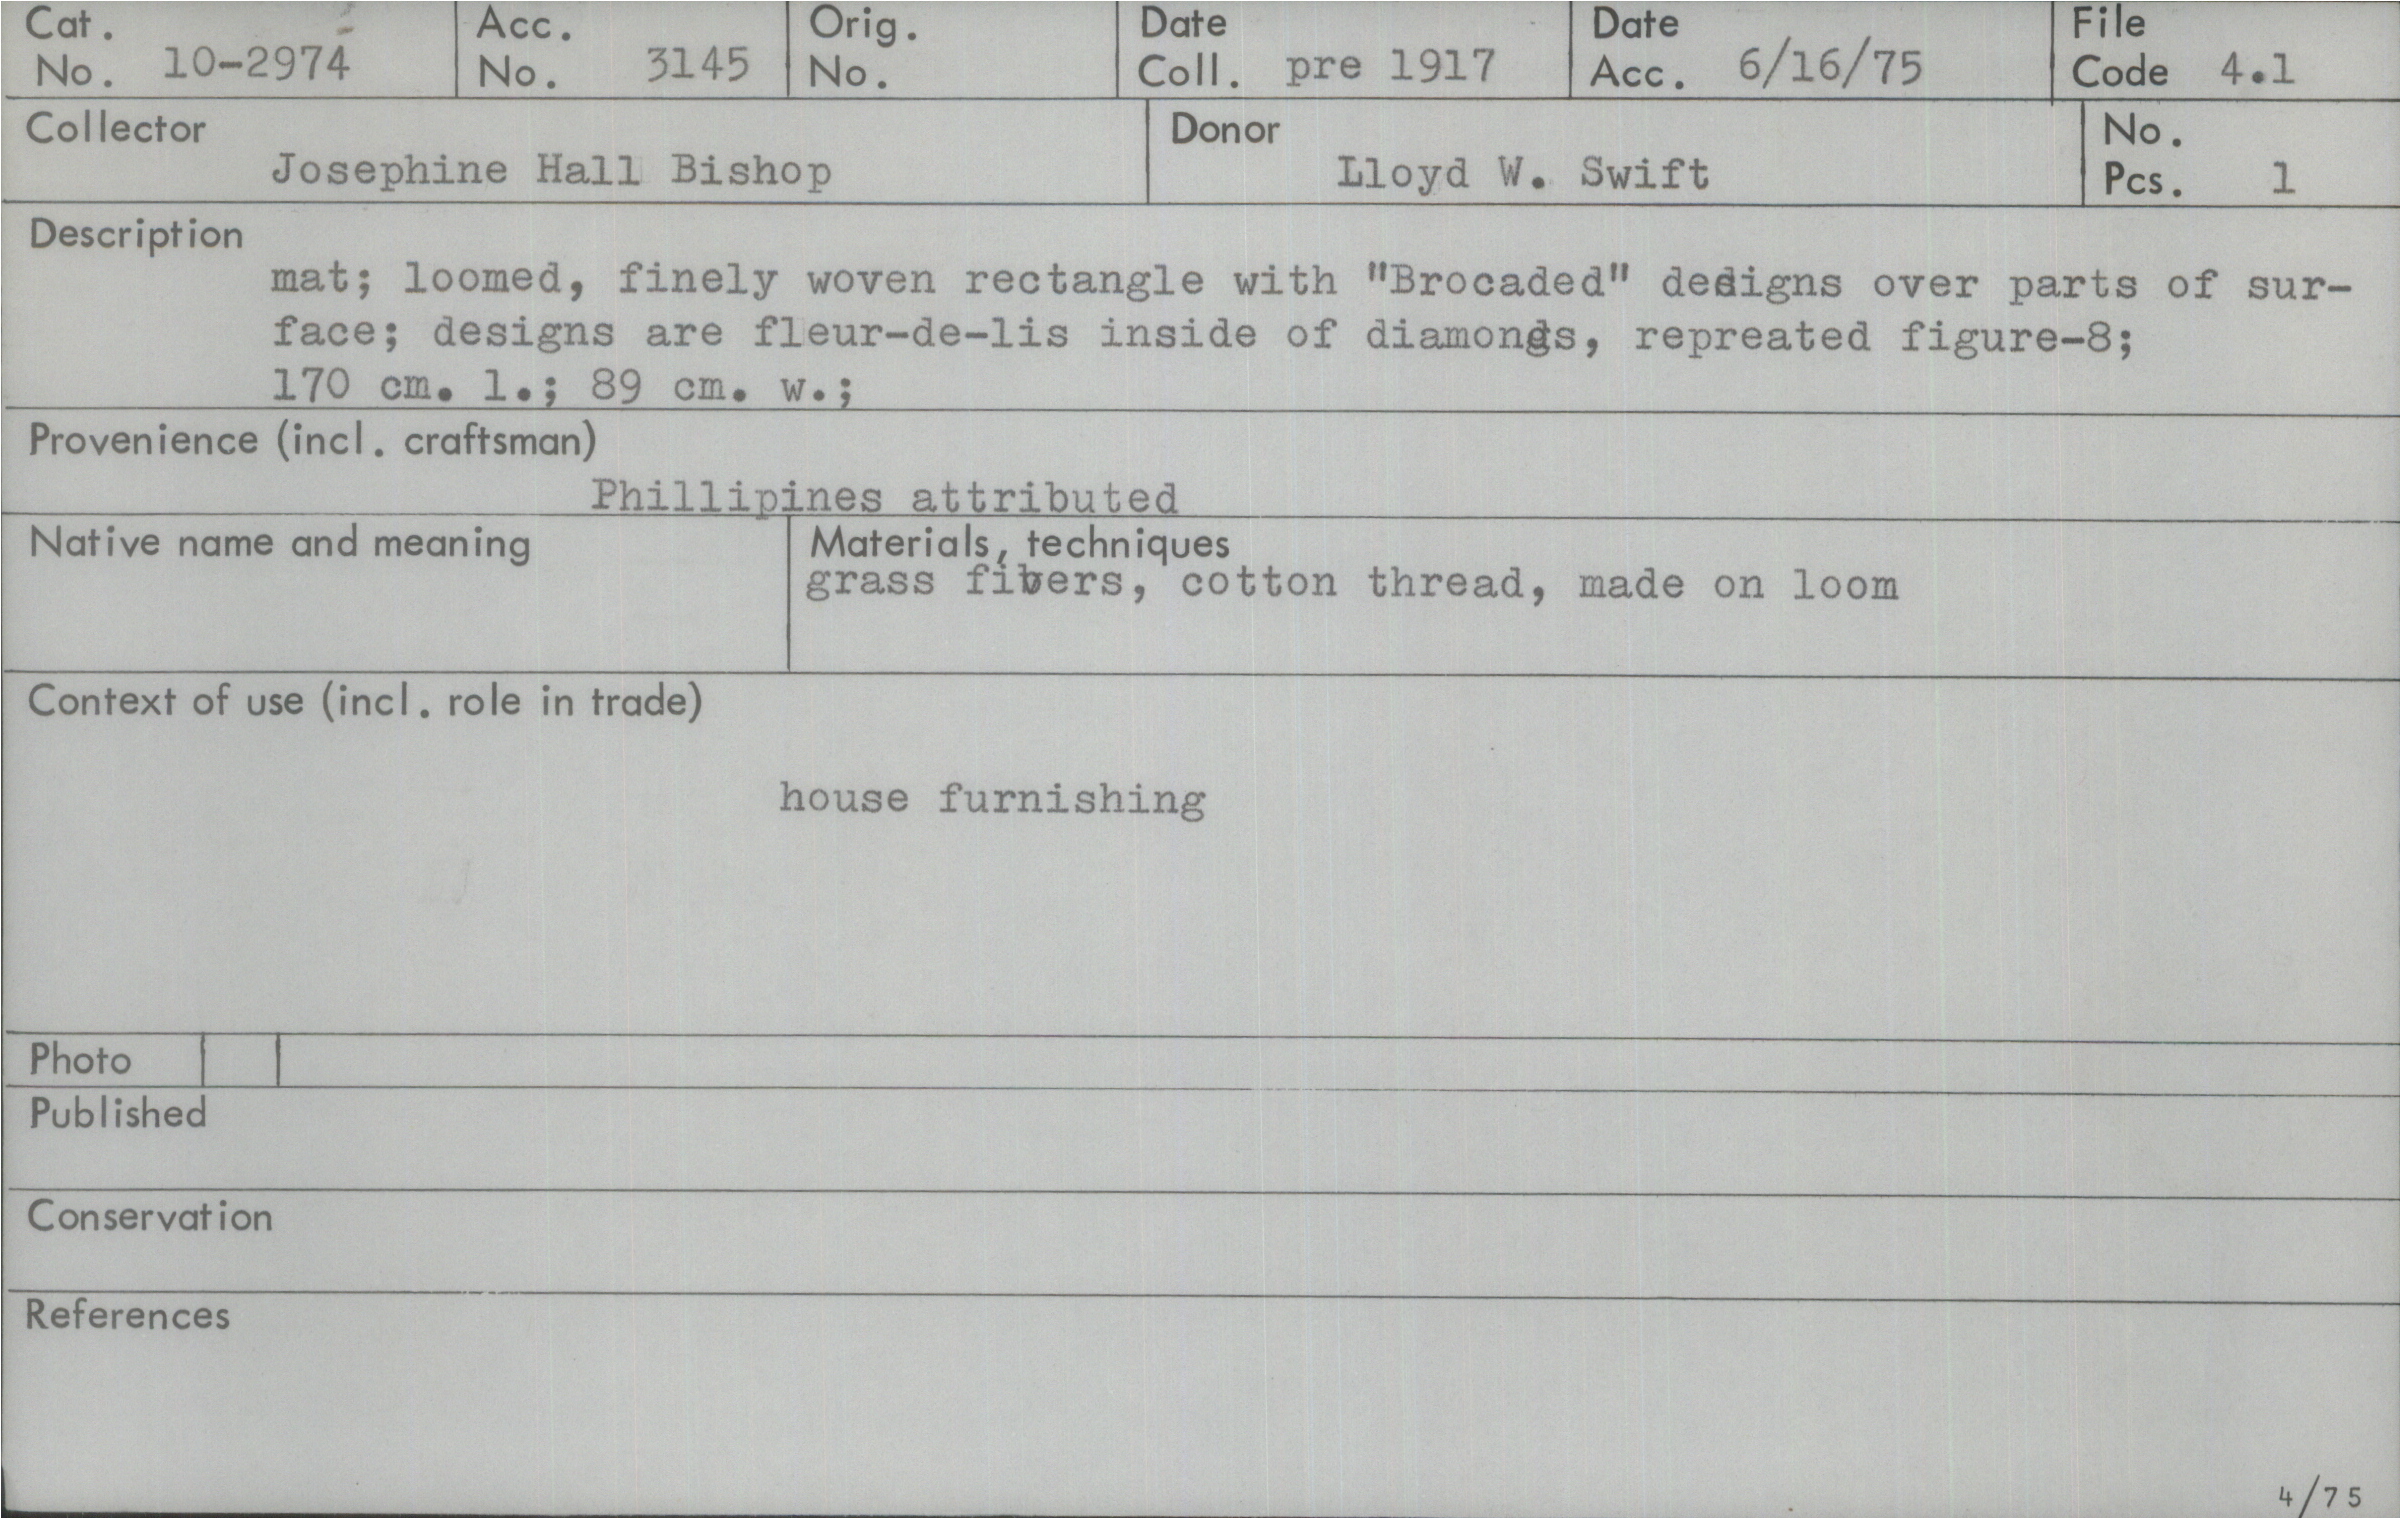 Cat. No. 10-2974 Acc. No. 3145 Orig. No. Date Coll. pre 1917 Date Acc. 6/16/75 File Code 4.1
Collector Josephine Hall Bishop Donor Lloyd W. Swift No. Pcs. 1
Description
mat; loomed, finely woven rectangle with "Brocaded" designs over parts of sur-
face; designs are fleur-de-lis inside of diamonds, repreated figure-8;
170 cm. l.; 89 cm. w.;
Provenience (incl. craftsman)
Phillipines attributed
Native name and meaning
Materials, techniques
grass fibers, cotton thread, made on loom
Context of use (incl. role in trade)
house furnishing
Photo
Published
Conservation
References
4/75